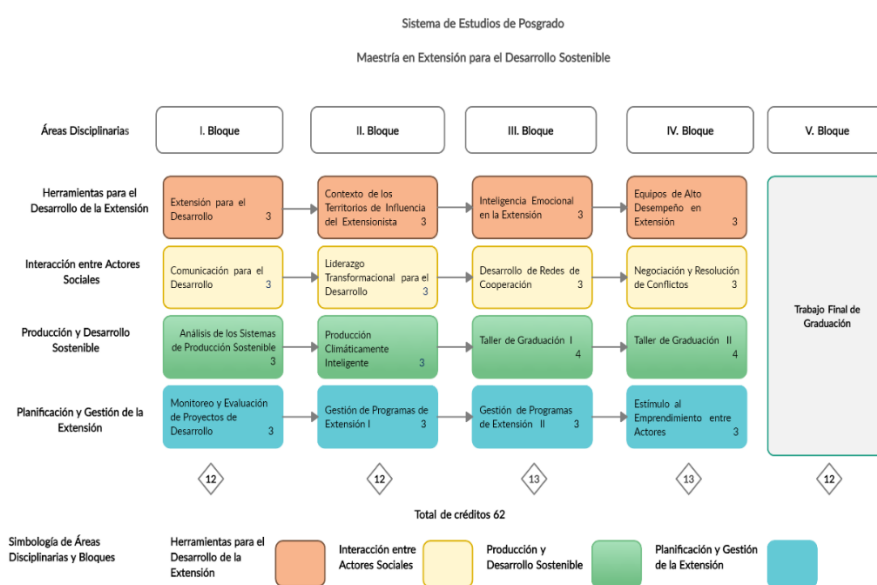 Sistema de Estudios de Posgrado
Maestría en Extensión para el Desarrollo Sostenible
Áreas Disciplinarias
I. Bloque
II. Bloque
III. Bloque
IV. Bloque
V. Bloque
Herramientas para el
Desarrollo de la Extensión
Extensión para el
Desarrollo 3
Contexto de los
Territorios de Influencia
del Extensionista 3
Inteligencia Emocional
en la Extensión 3
Equipos de Alto
Desempeño en
Extensión 3
Interacción entre Actores
Sociales
Comunicación para el
Desarrollo 3
Liderazgo
Transformacional para el
Desarrollo 3
Desarrollo de Redes de
Cooperación 3
Negociación y Resolución
de Conflictos 3
Producción y Desarrollo
Sostenible
Análisis de los Sistemas
de Producción Sostenible
3
Producción
Climáticamente
Inteligente 3
Taller de Graduación I
4
Taller de Graduación II
4
Trabajo Final de
Graduación
Planificación y Gestión de la
Extensión
Monitoreo y Evaluación
de Proyectos de
Desarrollo 3
Gestión de Programas de
Extensión I 3
Gestión de Programas
de Extensión II 3
Estímulo al
Emprendimiento entre
Actores 3
12
12
13
13
12
Total de créditos 62
Simbología de Áreas
Disciplinarias y Bloques
Herramientas para el
Desarrollo de la
Extensión
Interacción entre
Actores Sociales
Producción y
Desarrollo Sostenible
Planificación y Gestión
de la Extensión